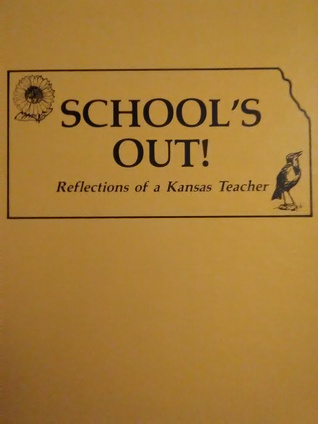 SCHOOL'S
OUT!
Reflections of a Kansas Teacher